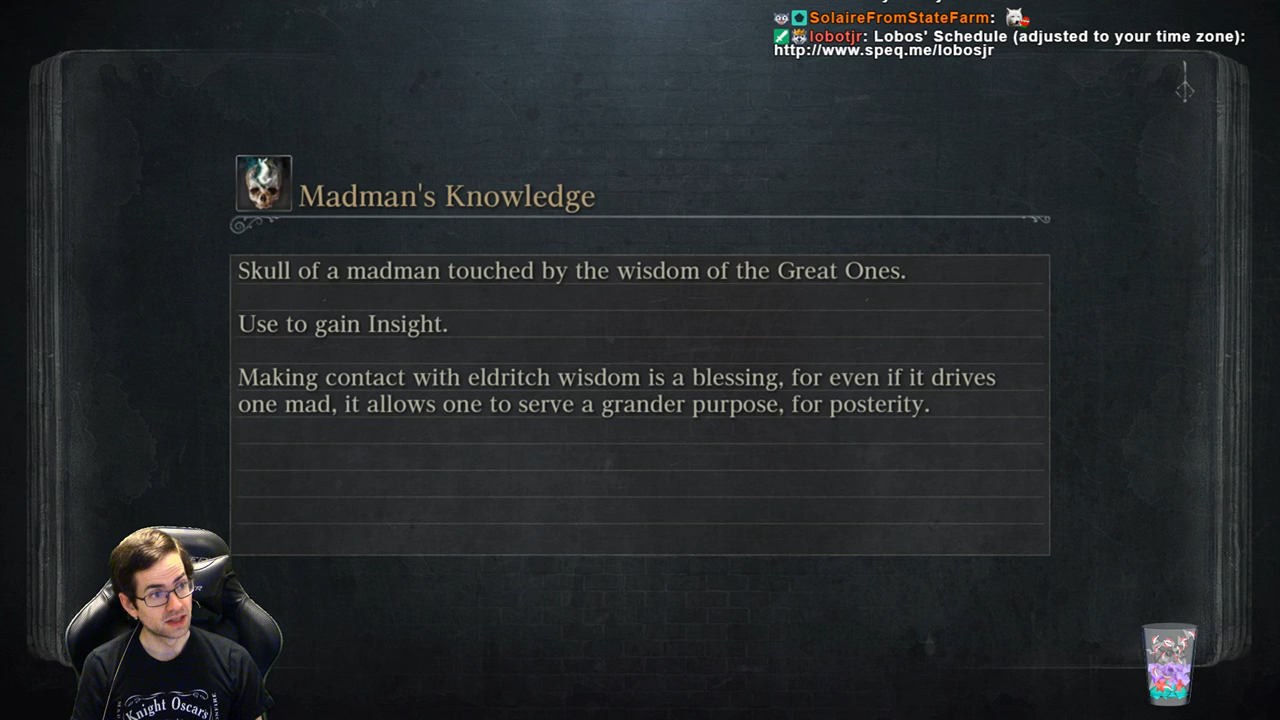 SolaireFromStateFarm:
lobotjr: Lobos' Schedule (adjusted to your time zone):
http://www.speq.me/lobosjr
Madman's Knowledge
Skull of a madman touched by the wisdom of the Great Ones.
Use to gain Insight.
Making contact with eldritch wisdom is a blessing, for even if it drives
one mad, it allows one to serve a grander purpose, for posterity.
Knight Oscar's